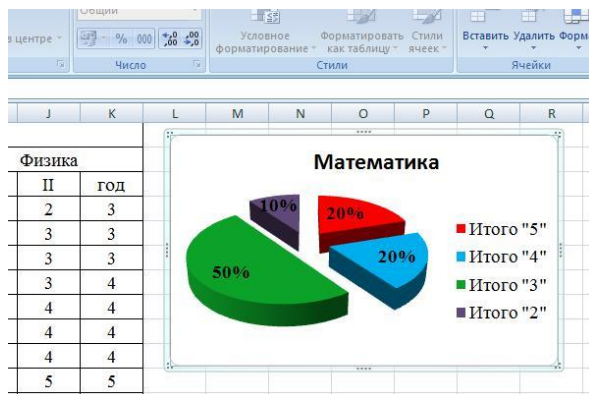 Общий
в центре
% 000 ,00 ,00
Условное форматирование
Форматировать как таблицу
Стили ячеек
Вставить Удалить Форм
Число Стили Ячейки
J K L M N O P Q R
Физика
II год
2 3
3 3
3 3
3 4
4 4
4 4
4 4
5 5
Математика
10%
20%
20%
50%
Итого "5"
Итого "4"
Итого "3"
Итого "2"